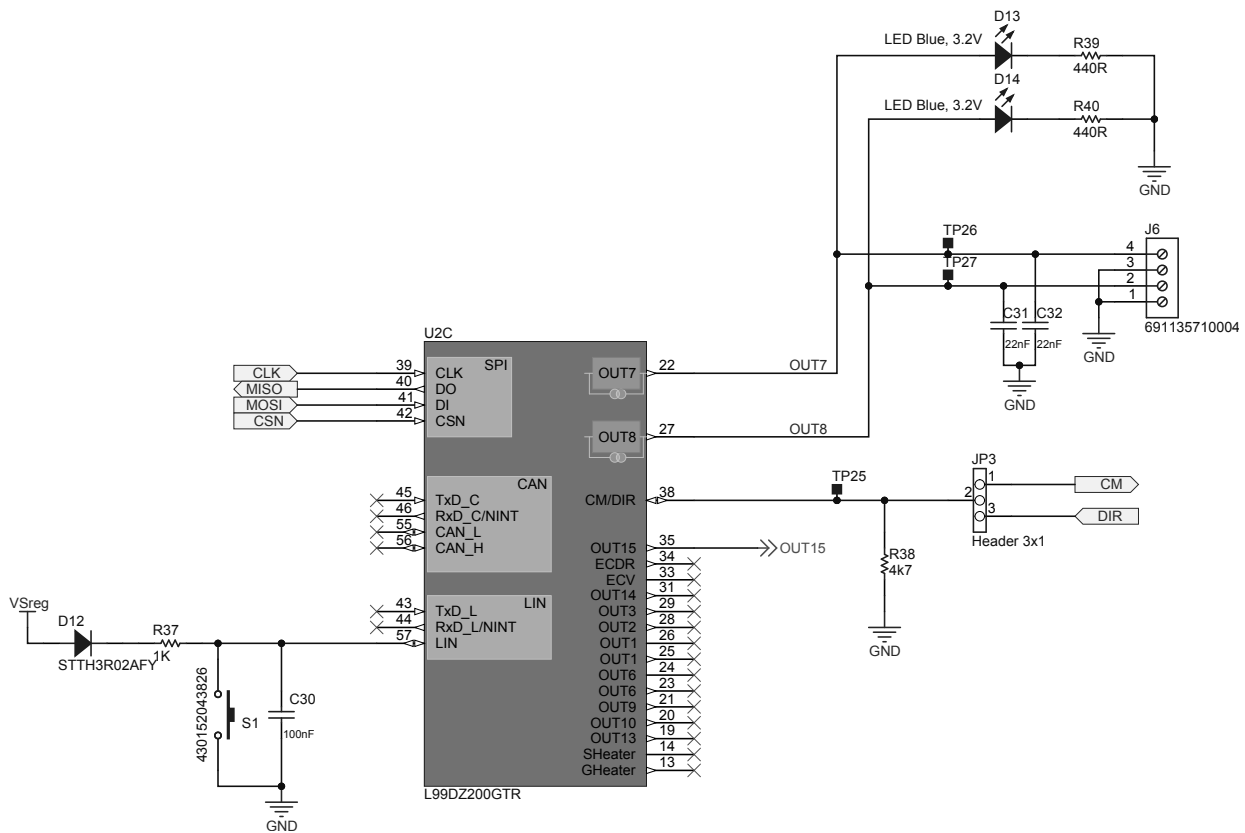 D13
LED Blue, 3.2V
R39
440R
D14
LED Blue, 3.2V
R40
440R
GND
TP26
TP27
J6
4
3
2
1
691135710004
C31
22nF
C32
22nF
GND
GND
U2C
SPI
CLK 39 CLK
MISO 40 DO
MOSI 41 DI
CSN 42 CSN
OUT7 22 OUT7
OUT8 27 OUT8
CAN
45 TxD_C
46 RxD_C/NINT
55 CAN_L
56 CAN_H
CM/DIR 38
TP25
JP3
1 CM
2
3 DIR
Header 3x1
R38
4k7
GND
OUT15 35 OUT15
ECDR 34
ECV 33
OUT14 31
OUT3 29
OUT2 28
OUT1 26
OUT1 25
OUT6 24
OUT6 23
OUT9 21
OUT10 20
OUT13 19
SHeater 14
GHeater 13
LIN
43 TxD_L
44 RxD_L/NINT
57 LIN
VSreg
D12
STTH3R02AFY
R37
1K
430152043826
S1
C30
100nF
GND
L99DZ200GTR